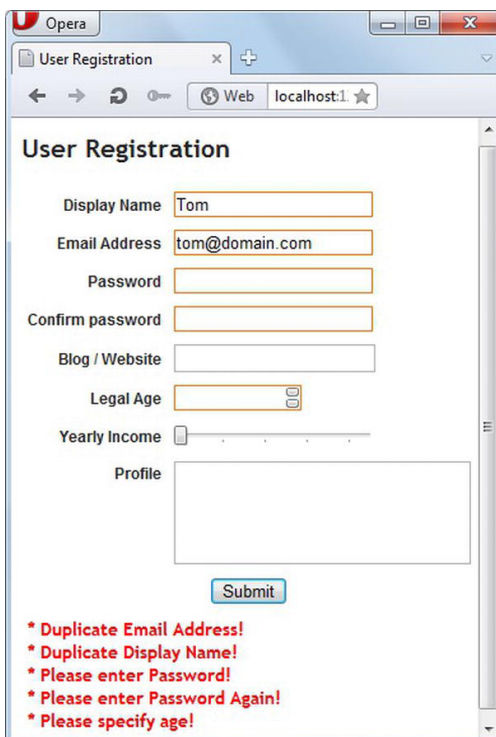 Opera
User Registration
Web localhost:1
User Registration
Display Name Tom
Email Address tom@domain.com
Password
Confirm password
Blog / Website
Legal Age
Yearly Income
Profile
Submit
* Duplicate Email Address!
* Duplicate Display Name!
* Please enter Password!
* Please enter Password Again!
* Please specify age!